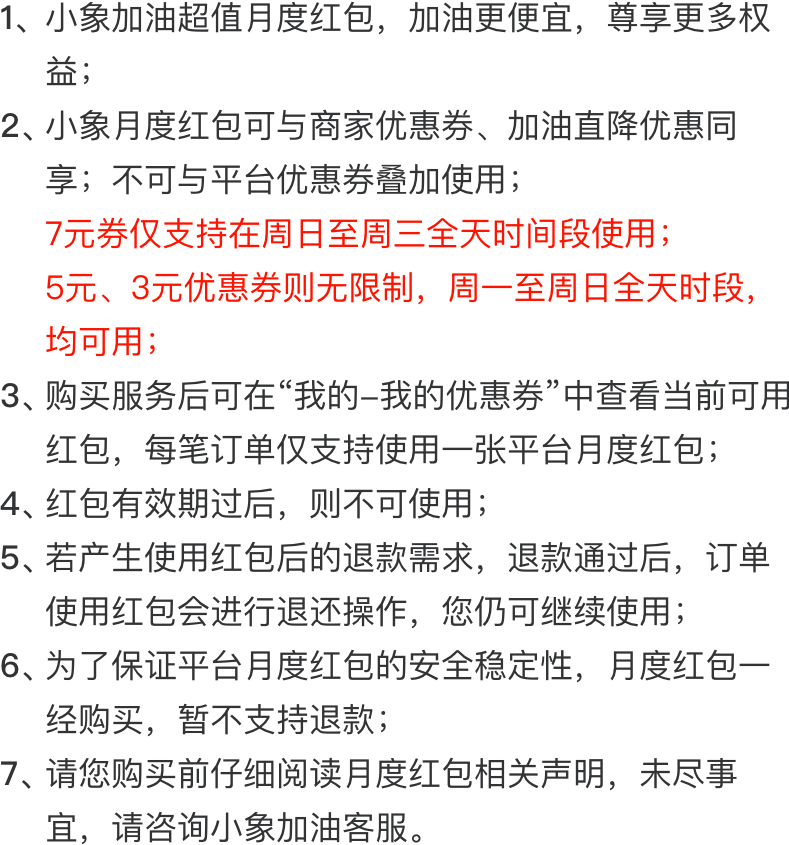 1、小象加油超值月度红包，加油更便宜，尊享更多权
益；
2、小象月度红包可与商家优惠券、加油直降优惠同
享；不可与平台优惠券叠加使用；
7元券仅支持在周日至周三全天时间段使用；
5元、3元优惠券则无限制，周一至周日全天时段，
均可用；
3、购买服务后可在“我的–我的优惠券”中查看当前可用
红包，每笔订单仅支持使用一张平台月度红包；
4、红包有效期过后，则不可使用；
5、若产生使用红包后的退款需求，退款通过后，订单
使用红包会进行退还操作，您仍可继续使用；
6、为了保证平台月度红包的安全稳定性，月度红包一
经购买，暂不支持退款；
7、请您购买前仔细阅读月度红包相关声明，未尽事
宜，请咨询小象加油客服。